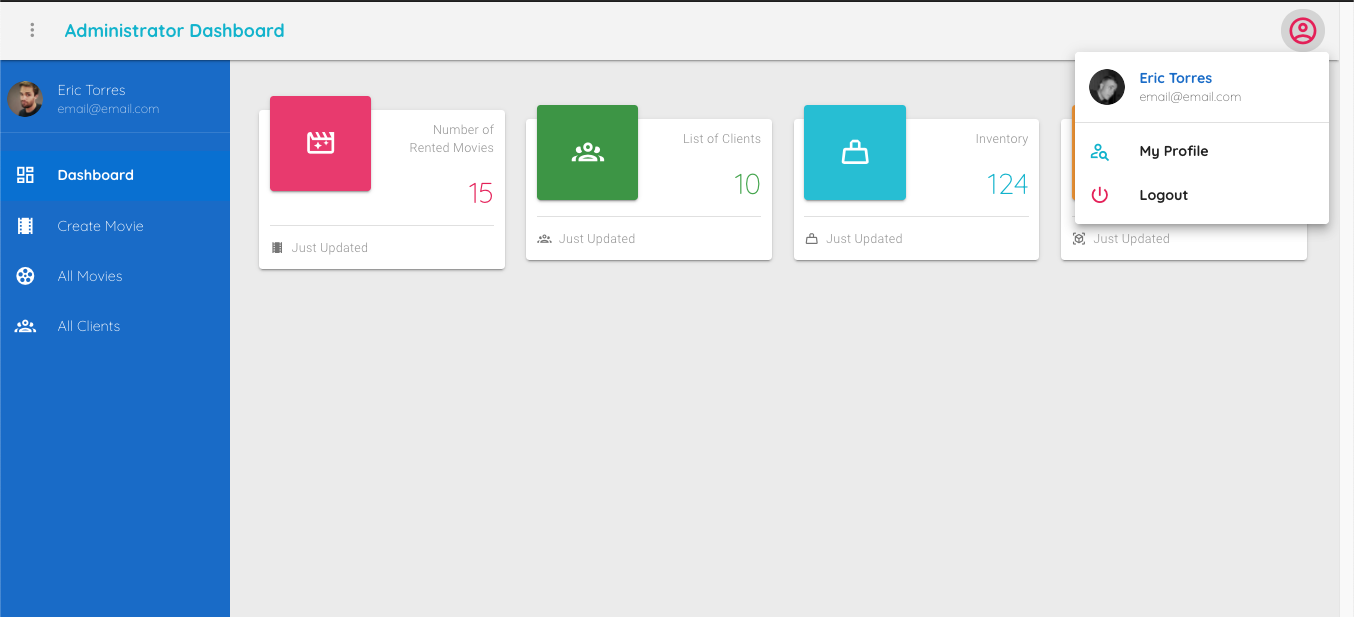 Administrator Dashboard
Eric Torres
email@email.com
Dashboard
Create Movie
All Movies
All Clients
Number of
Rented Movies
15
Just Updated
List of Clients
10
Just Updated
Inventory
124
Just Updated
Just Updated
Eric Torres
email@email.com
My Profile
Logout